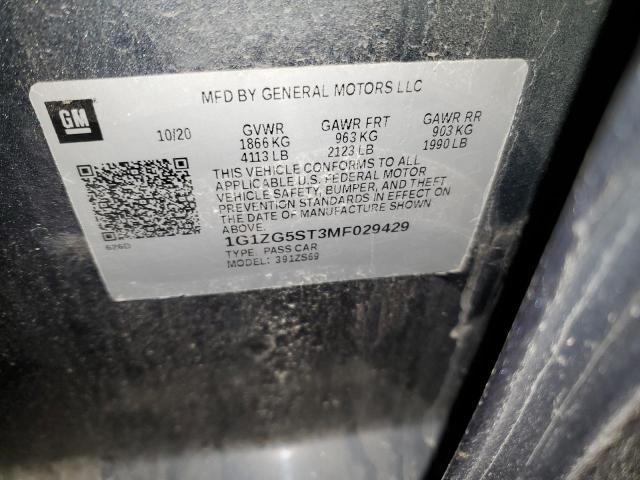 MFD BY GENERAL MOTORS LLC
GM
10/20 GVWR GAWR FRT GAWR RR
1866 KG 963 KG 903 KG
4113 LB 2123 LB 1990 LB
THIS VEHICLE CONFORMS TO ALL
APPLICABLE U.S. FEDERAL MOTOR
VEHICLE SAFETY, BUMPER, AND THEFT
PREVENTION STANDARDS IN EFFECT ON
THE DATE OF MANUFACTURE SHOWN
ABOVE.
626D
1G1ZG5ST3MF029429
TYPE: PASS CAR
MODEL: 391ZS69